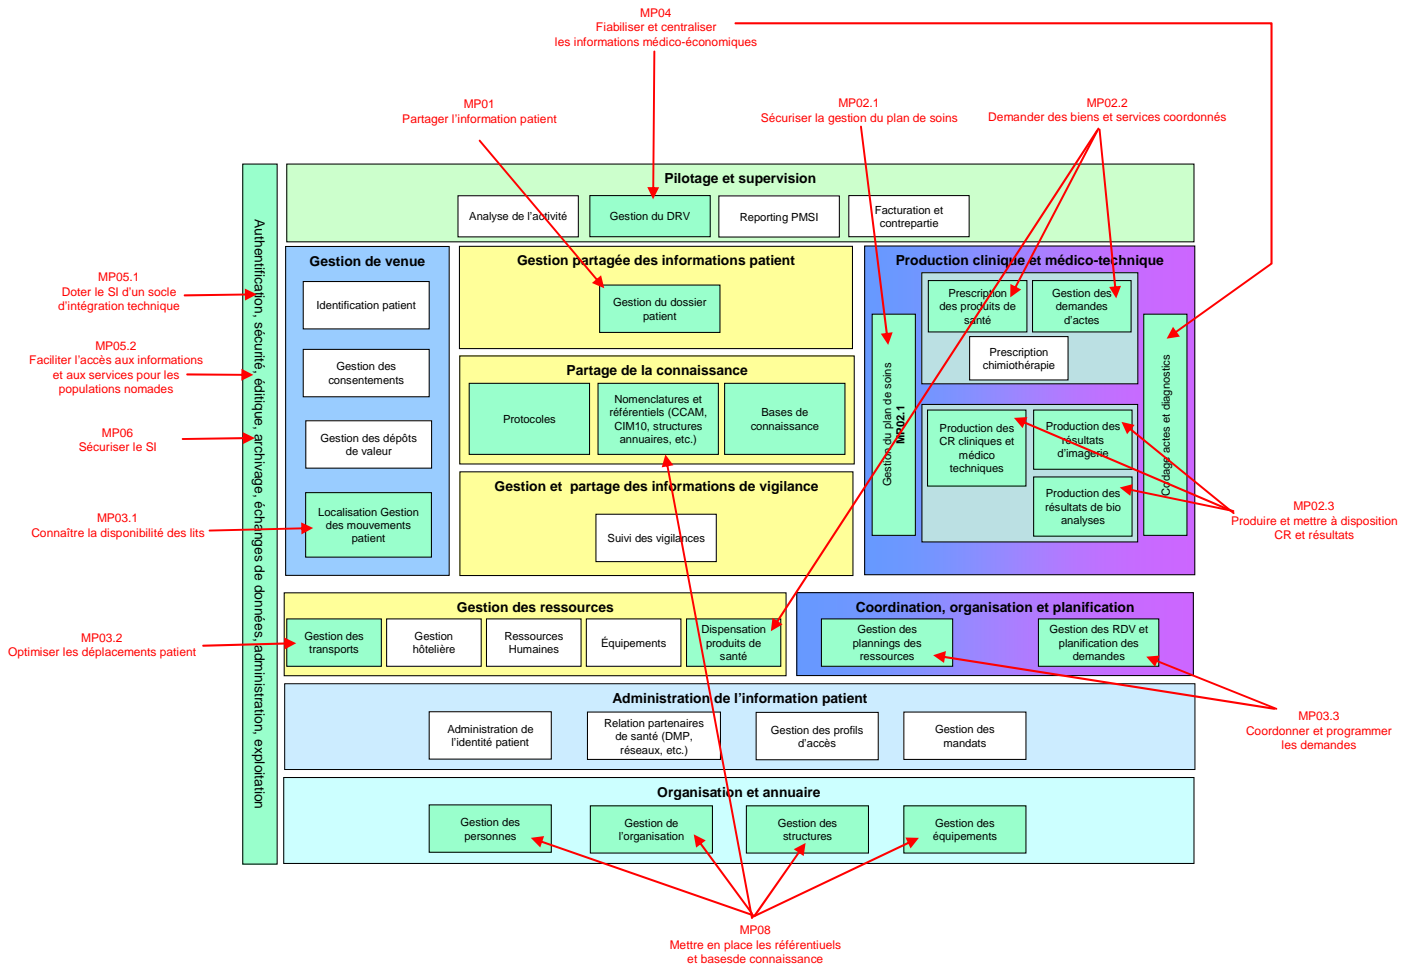 MP04
Fiabiliser et centraliser
les informations médico-économiques
MP01
Partager l’information patient
MP02.1
Sécuriser la gestion du plan de soins
MP02.2
Demander des biens et services coordonnés
Pilotage et supervision
Analyse de l’activité
Gestion du DRV
Reporting PMSI
Facturation et
contrepartie
Authentification, sécurité, éditique, archivage, échanges de données, administration, exploitation
MP05.1
Doter le SI d’un socle
d’intégration technique
MP05.2
Faciliter l’accès aux informations
et aux services pour les
populations nomades
MP06
Sécuriser le SI
MP03.1
Connaître la disponibilité des lits
MP03.2
Optimiser les déplacements patient
Gestion de venue
Identification patient
Gestion des
consentements
Gestion des dépôts
de valeur
Localisation Gestion
des mouvements
patient
Gestion partagée des informations patient
Gestion du dossier
patient
Partage de la connaissance
Protocoles
Nomenclatures et
référentiels (CCAM,
CIM10, structures
annuaires, etc.)
Bases de
connaissance
Gestion et  partage des informations de vigilance
Suivi des vigilances
Production clinique et médico-technique
Gestion du plan de soins
MP02.1
Prescription
des produits de
santé
Gestion des
demandes
d’actes
Prescription
chimiothérapie
Production des
CR cliniques et
médico
techniques
Production des
résultats
d’imagerie
Production des
résultats de bio
analyses
Codage actes et diagnostics
MP02.3
Produire et mettre à disposition
CR et résultats
Gestion des ressources
Gestion des
transports
Gestion
hôtelière
Ressources
Humaines
Équipements
Dispensation
produits de
santé
Coordination, organisation et planification
Gestion des
plannings des
ressources
Gestion des RDV et
planification des
demandes
MP03.3
Coordonner et programmer
les demandes
Administration de l’information patient
Administration de
l’identité patient
Relation partenaires
de santé (DMP,
réseaux, etc.)
Gestion des profils
d’accès
Gestion des
mandats
Organisation et annuaire
Gestion des
personnes
Gestion de
l’organisation
Gestion des
structures
Gestion des
équipements
MP08
Mettre en place les référentiuels
et basesde connaissance